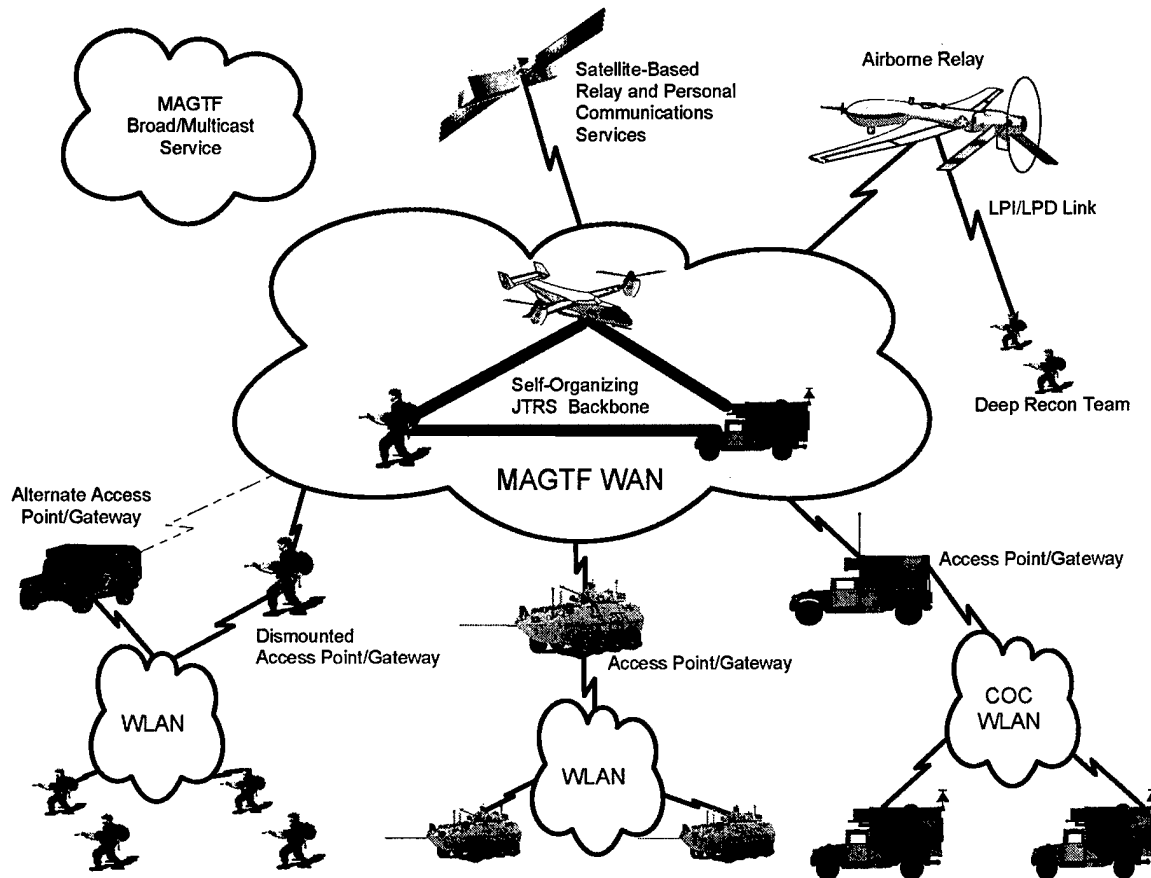 MAGTF
Broad/Multicast
Service
Satellite-Based
Relay and Personal
Communications
Services
Airborne Relay
LPI/LPD Link
Deep Recon Team
Self-Organizing
JTRS Backbone
MAGTF WAN
Alternate Access
Point/Gateway
Dismounted
Access Point/Gateway
Access Point/Gateway
Access Point/Gateway
WLAN
WLAN
COC
WLAN